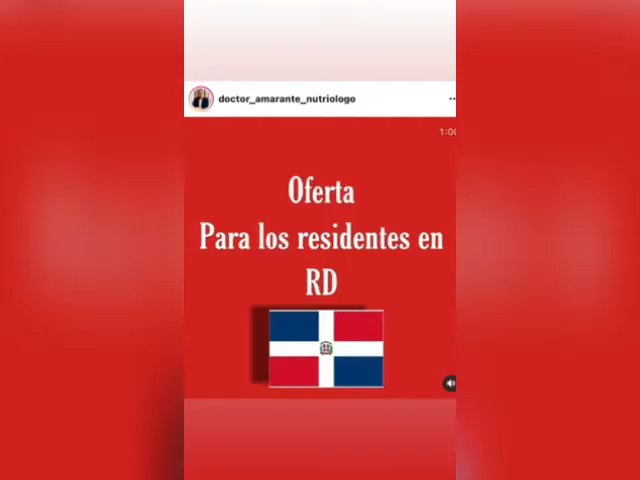 doctor_amarante_nutriologo
1:00
Oferta
Para los residentes en
RD